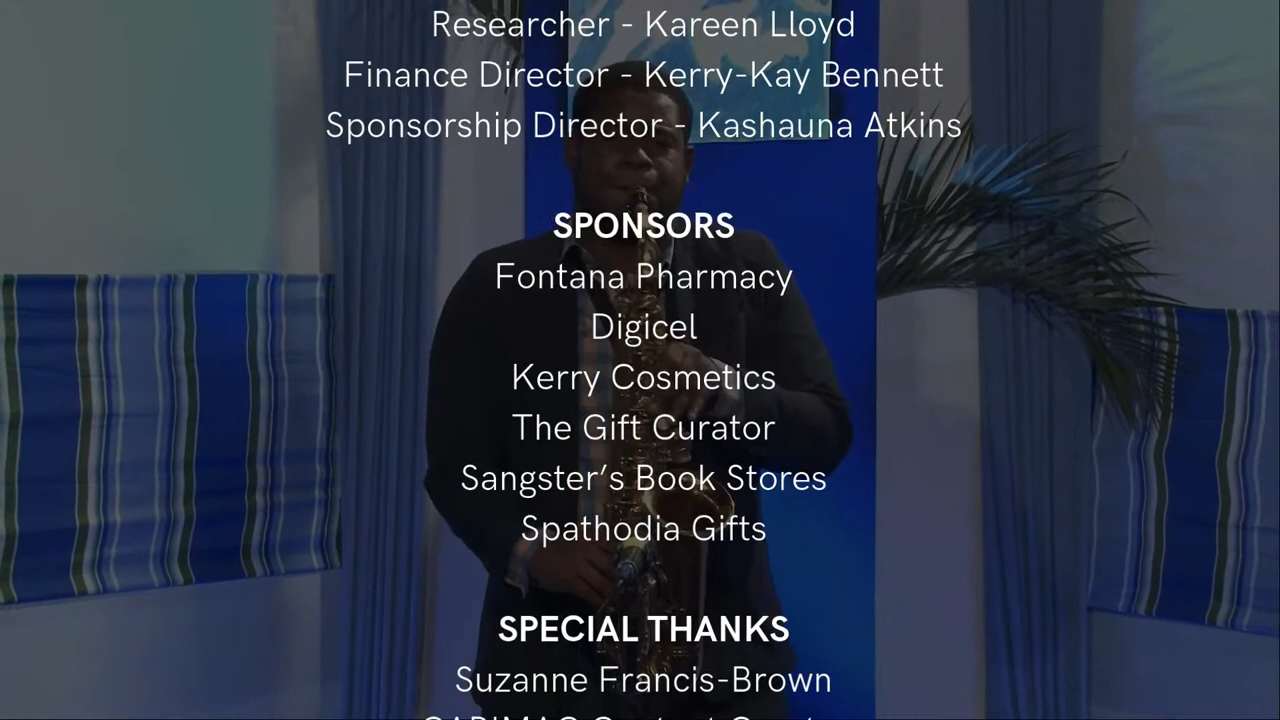 Researcher - Kareen Lloyd
Finance Director - Kerry-Kay Bennett
Sponsorship Director - Kashauna Atkins
SPONSORS
Fontana Pharmacy
Digicel
Kerry Cosmetics
The Gift Curator
Sangster’s Book Stores
Spathodia Gifts
SPECIAL THANKS
Suzanne Francis-Brown